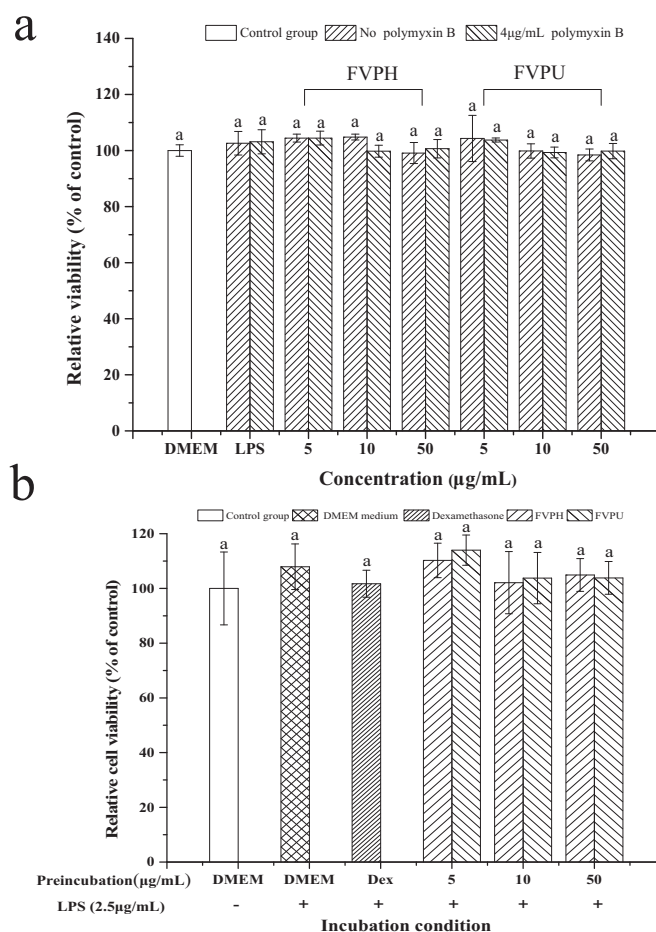 a
Control group No polymyxin B 4μg/mL polymyxin B
FVPH FVPU
a a a a a a a a a a a a a a a
140
120
100
80
60
40
20
0
Relative viability (% of control)
DMEM LPS 5 10 50 5 10 50
Concentration (μg/mL)
b
Control group DMEM medium Dexamethasone FVPH FVPU
a a a a a a a a a
120
100
80
60
40
20
0
Relative cell viability (% of control)
Preincubation(μg/mL) DMEM DMEM Dex 5 10 50
LPS (2.5μg/mL) - + + + + +
Incubation condition